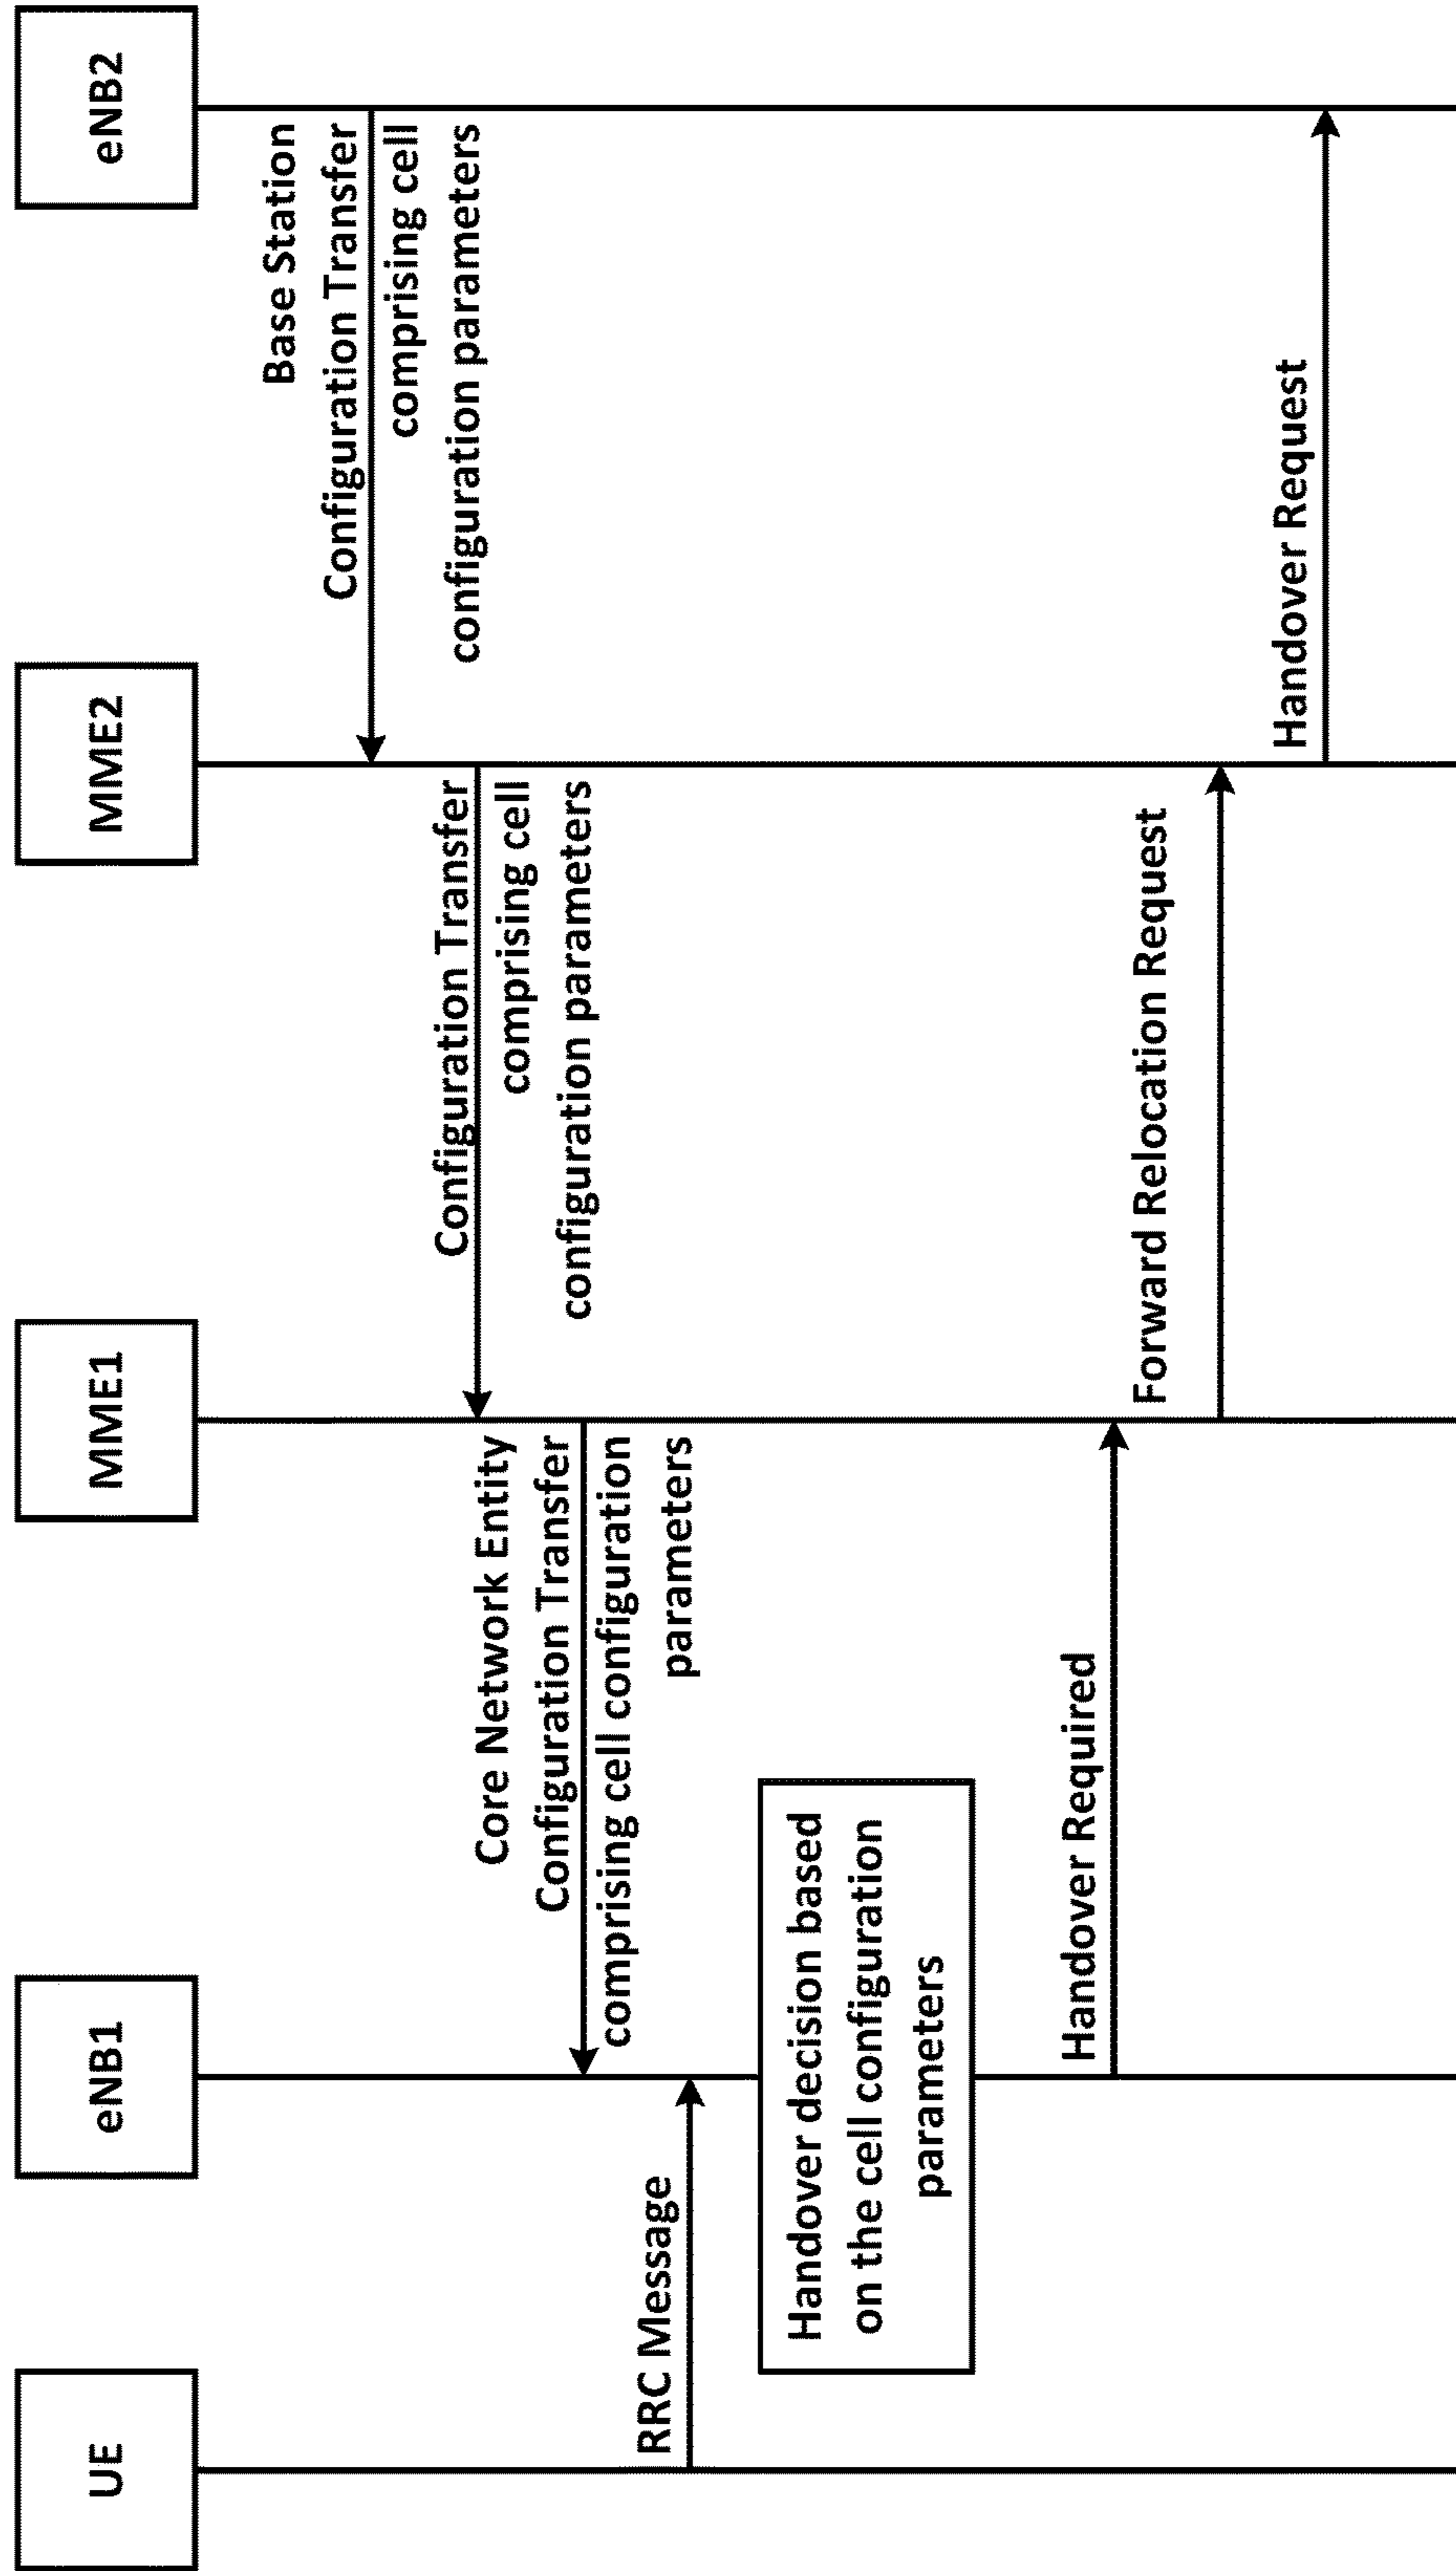 UE
eNB1
MME1
MME2
eNB2
Base Station
Configuration Transfer
comprising cell
configuration parameters
Configuration Transfer
comprising cell
configuration parameters
Core Network Entity
Configuration Transfer
comprising cell configuration
parameters
RRC Message
Handover decision based
on the cell configuration
parameters
Handover Required
Forward Relocation Request
Handover Request